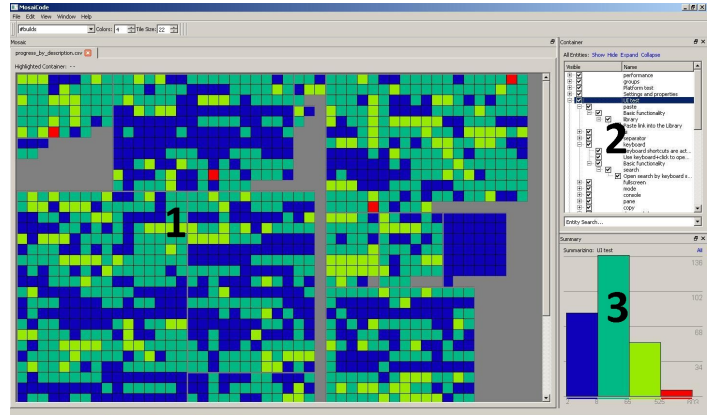 MosaiCode
File Edit View Window Help
#builds Colors: 4 Tile Size: 22
Mosaic
progress_by_description.csv
Highlighted Container: --
1
Container
All Entities: Show Hide Expand Collapse
Visible Name
performance
groups
Platform test
Settings and properties
UI test
paste
Basic functionality
library
Paste link into the Library
separator
keyboard
Keyboard shortcuts are act...
Use keyboard+click to ope...
Basic functionality
search
Open search by keyboard s...
fullscreen
mode
console
pane
copy
2
Entity Search...
Summary
Summarizing: UI test All
136
102
68
34
3